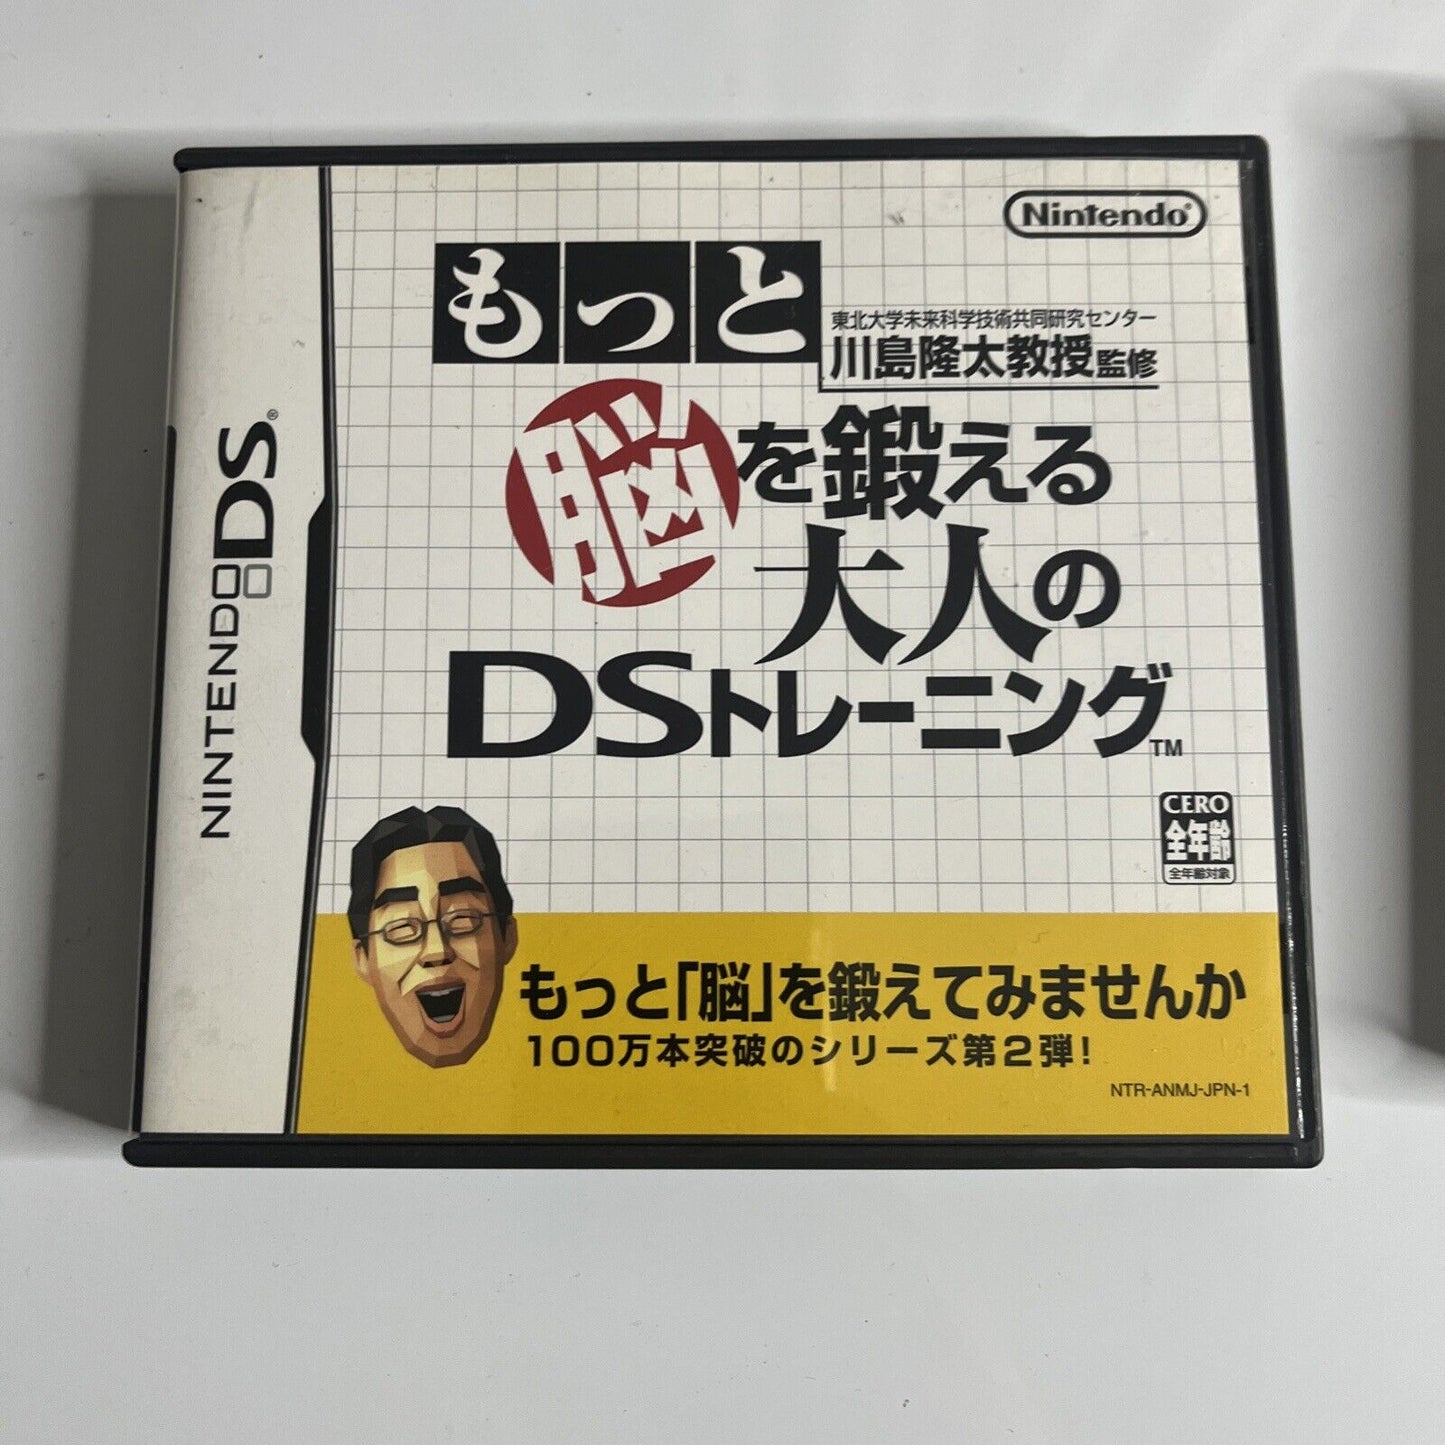 Nintendo®
もっと
東北大学未来科学技術共同研究センター
川島隆太教授監修
脳を鍛える
大人の
DSトレーニング™
NINTENDO DS®
CERO
全年齢
全年齢対象
もっと「脳」を鍛えてみませんか
100万本突破のシリーズ第2弾!
NTR-ANMJ-JPN-1